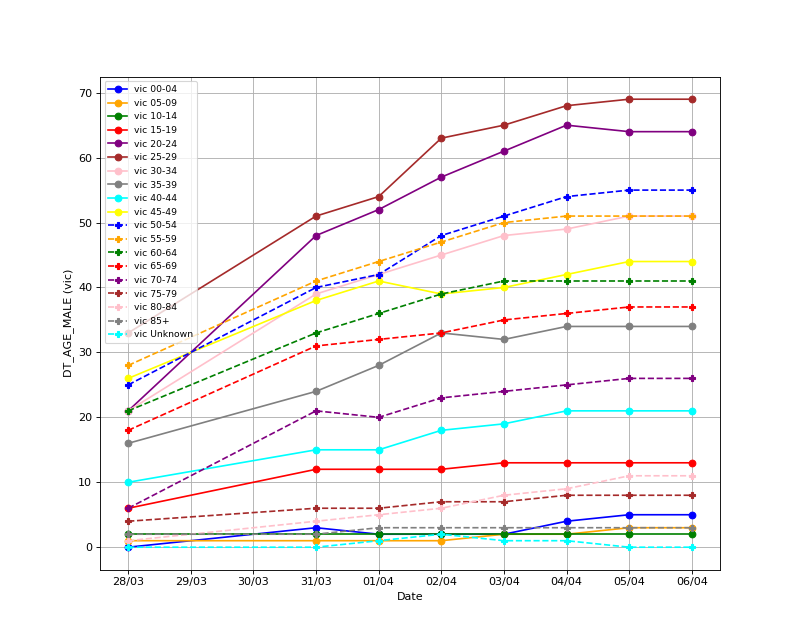 70
60
50
40
30
20
10
0
DT_AGE_MALE (vic)
vic 00-04
vic 05-09
vic 10-14
vic 15-19
vic 20-24
vic 25-29
vic 30-34
vic 35-39
vic 40-44
vic 45-49
vic 50-54
vic 55-59
vic 60-64
vic 65-69
vic 70-74
vic 75-79
vic 80-84
vic 85+
vic Unknown
28/03 29/03 30/03 31/03 01/04 02/04 03/04 04/04 05/04 06/04
Date